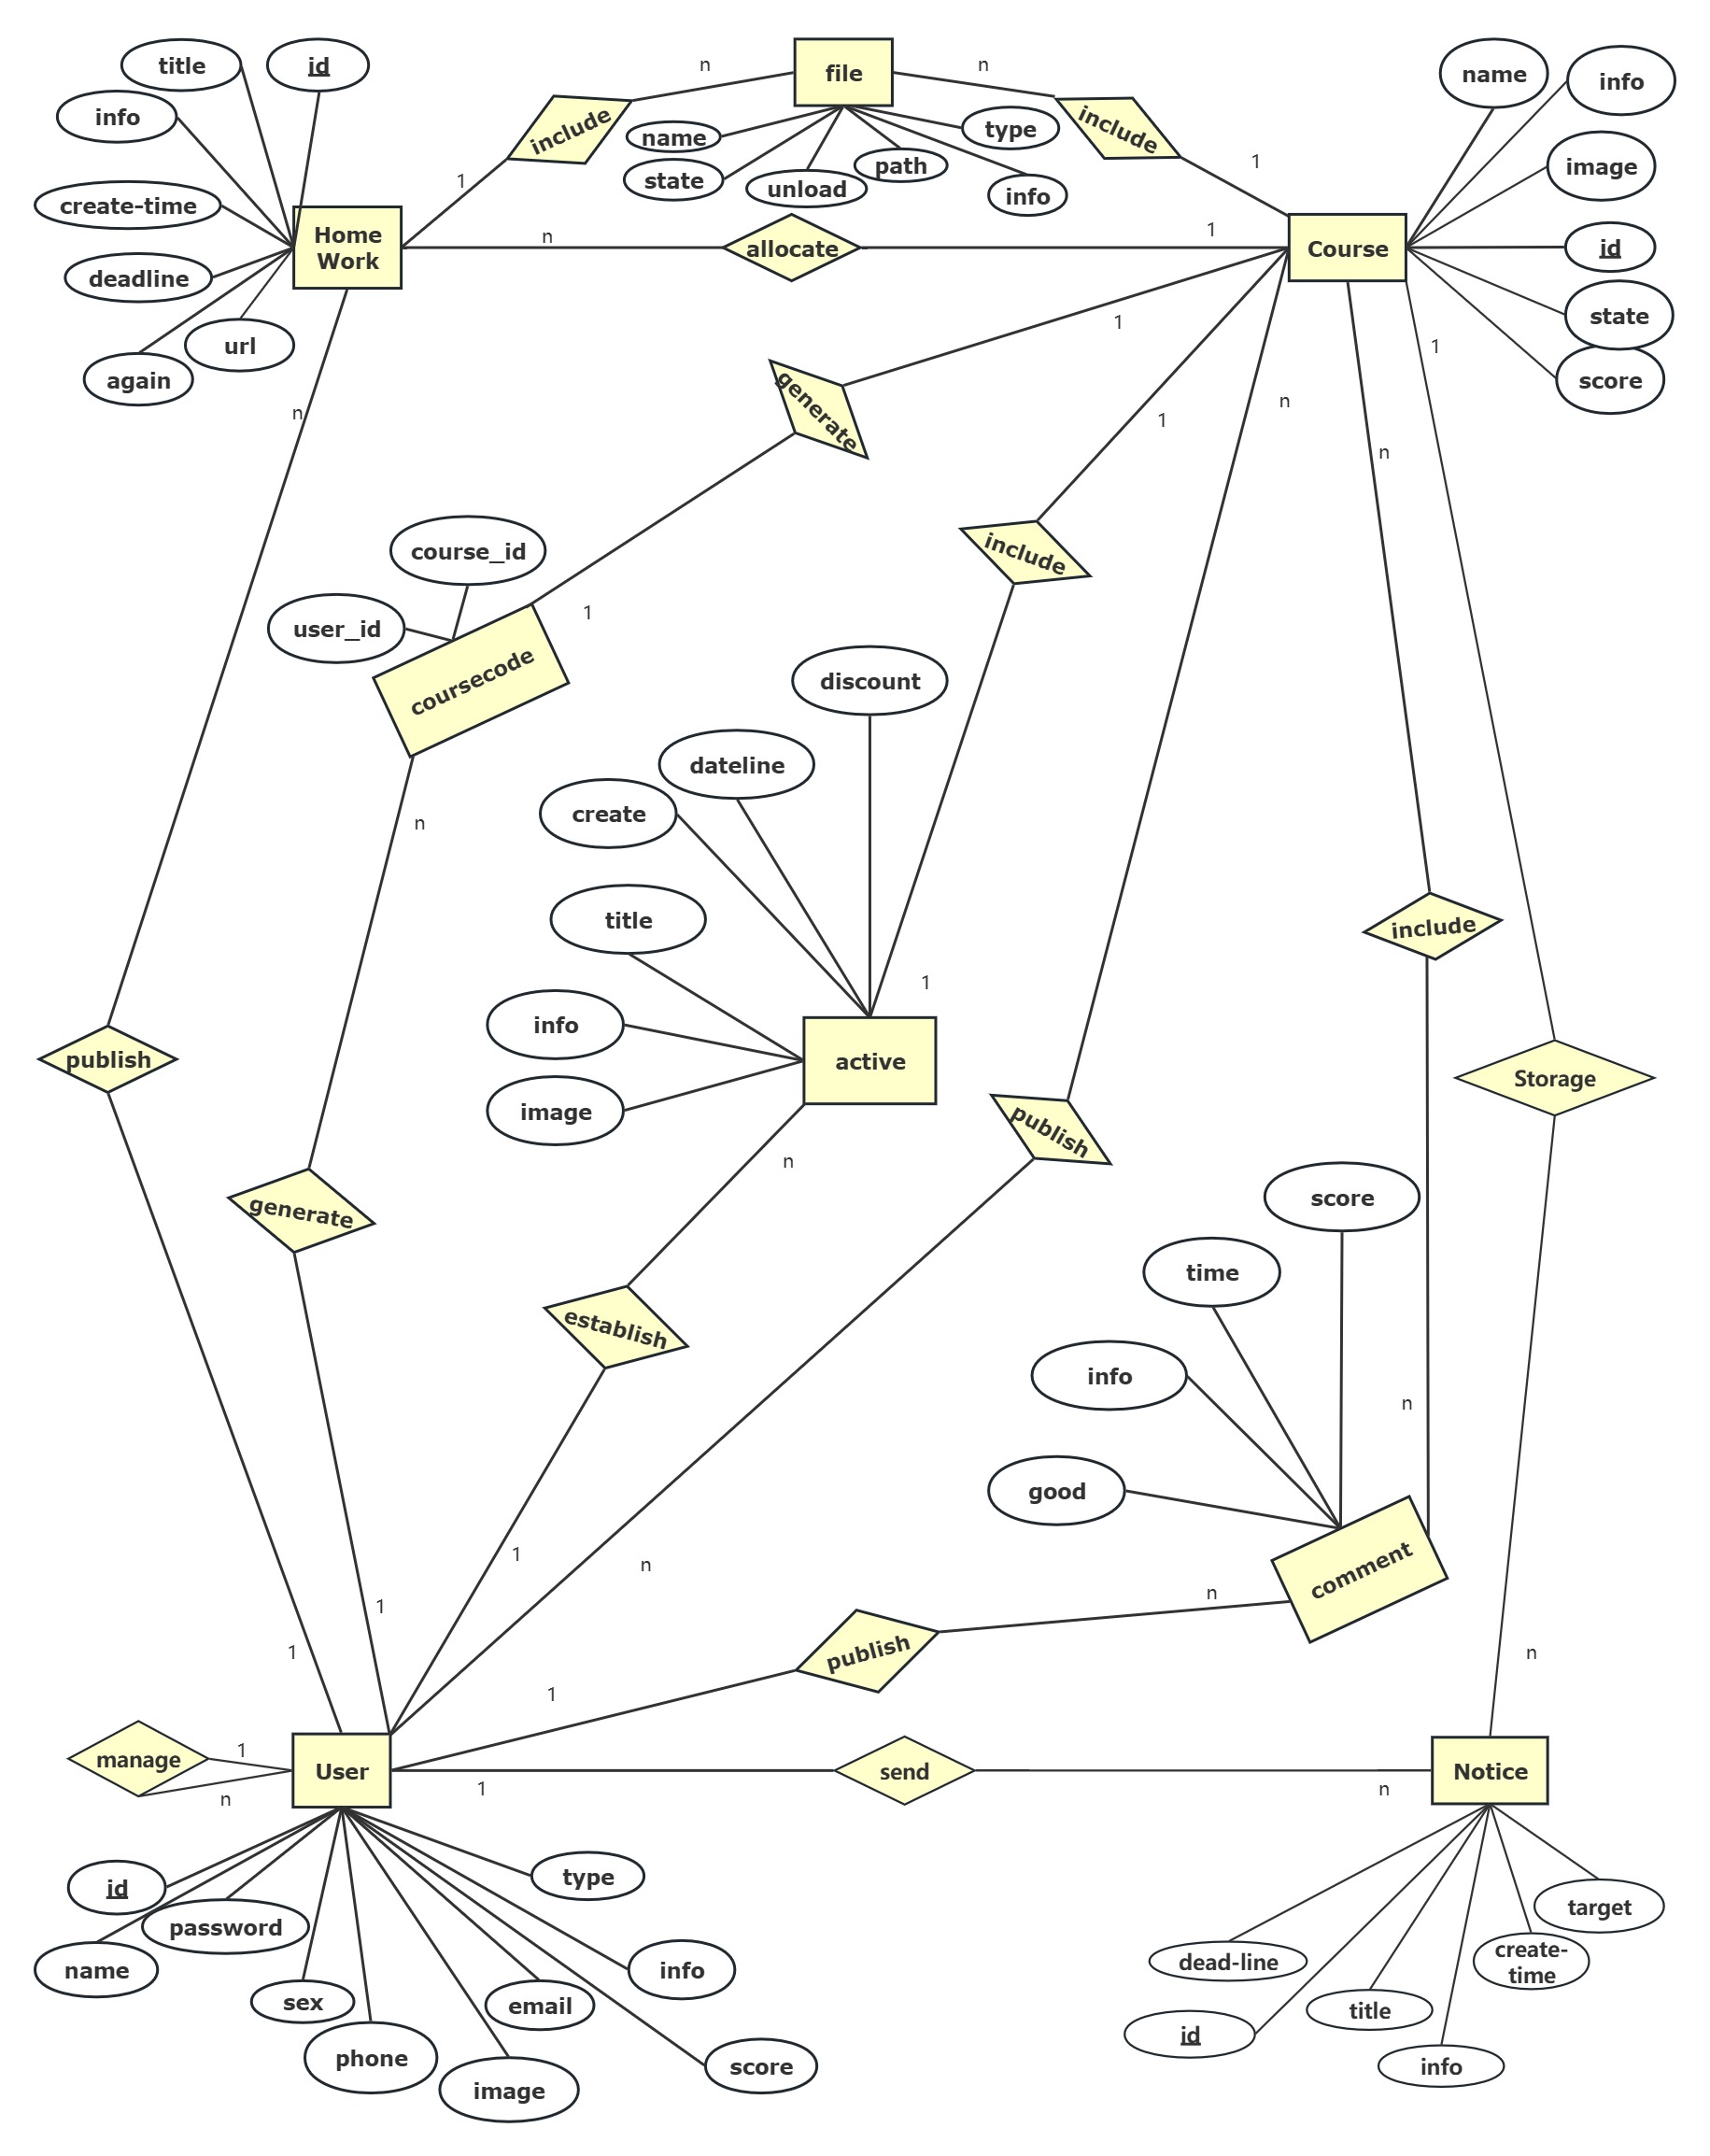 title
id
n
file
n
name
info
info
include
name
type
include
state
unload
path
info
image
1
1
create-time
Home
Work
n
allocate
1
Course
id
deadline
url
again
1
state
1
score
generate
n
1
n
n
course_id
include
user_id
1
coursecode
discount
dateline
create
n
title
include
1
info
active
publish
Storage
image
publish
n
score
generate
time
establish
info
n
good
1
n
comment
1
n
1
publish
n
1
manage
1
User
send
Notice
1
n
n
id
type
password
target
name
info
dead-line
create-
time
sex
email
title
id
phone
score
info
image